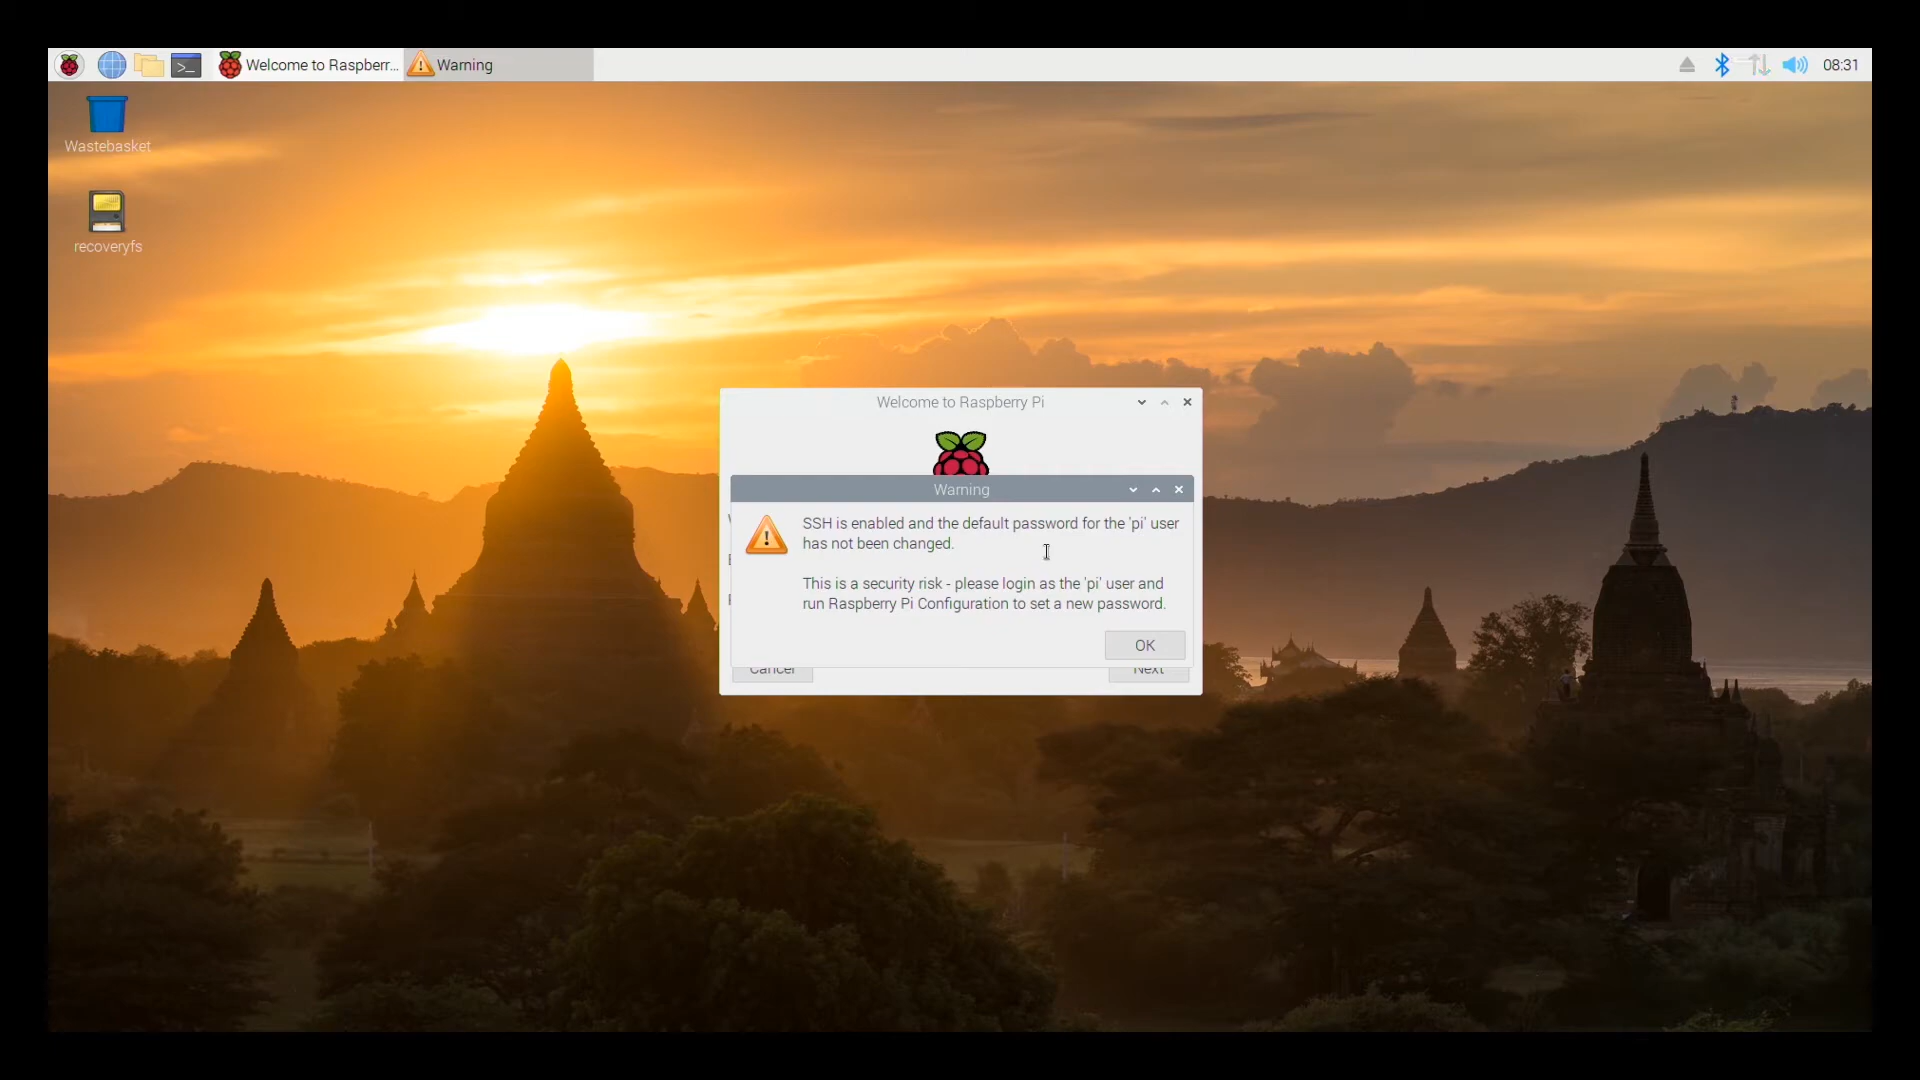 Welcome to Raspberr... Warning 08:31
Wastebasket
recoveryfs
Welcome to Raspberry Pi
Warning
SSH is enabled and the default password for the 'pi' user
has not been changed.
This is a security risk - please login as the 'pi' user and
run Raspberry Pi Configuration to set a new password.
OK
Cancel Next